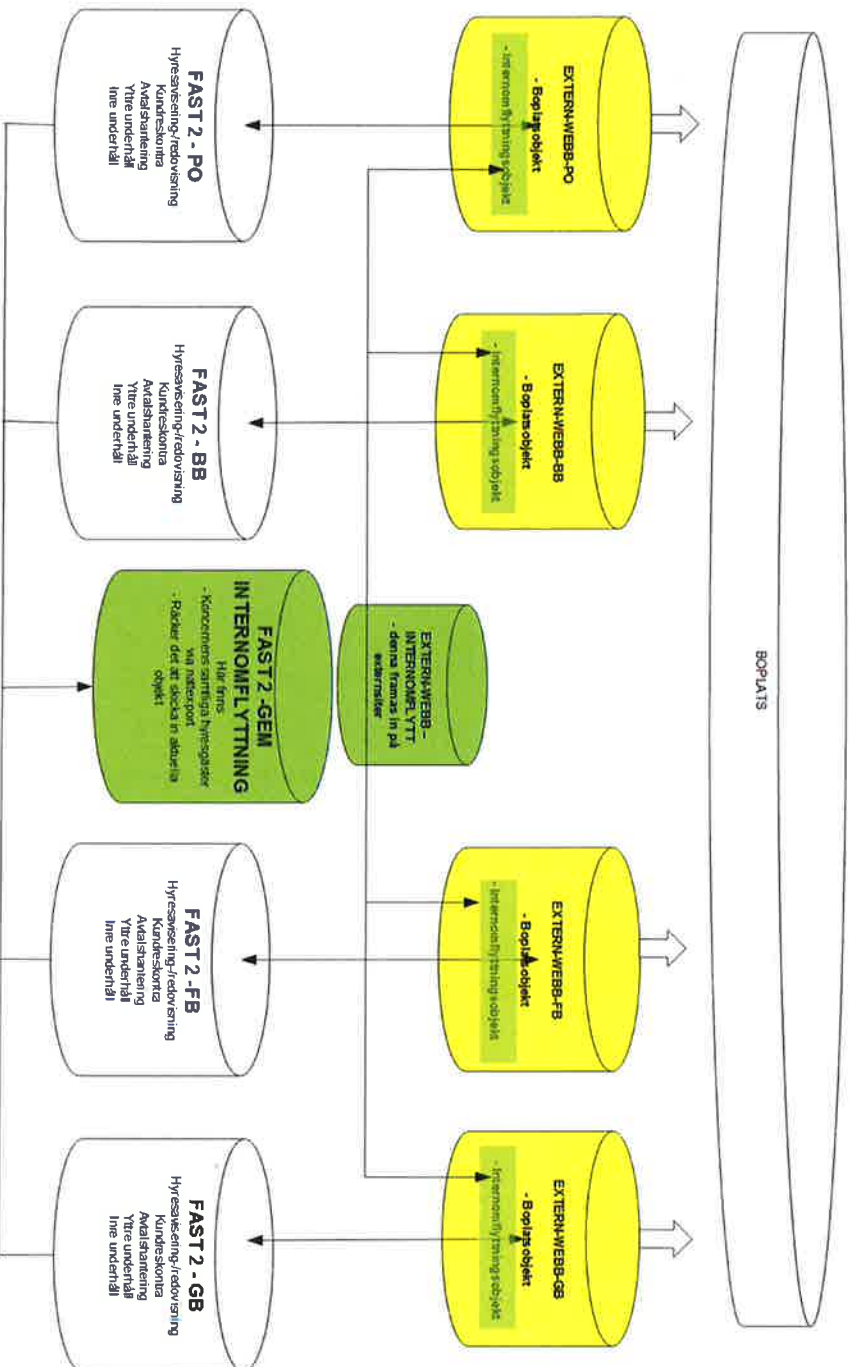 BOPLATS
EXTERN-WEBB-PO
- Boplatsobjekt
- Internomflyttningsobjekt
EXTERN-WEBB-BB
- Boplatsobjekt
- Internomflyttningsobjekt
EXTERN-WEBB-FB
- Boplatsobjekt
- Internomflyttningsobjekt
EXTERN-WEBB-GB
- Boplatsobjekt
- Internomflyttningsobjekt
EXTERN-WEBB -
INTERNOMFLYTT
- denna framas in på
externsiter
FAST 2 - PO
Hyresavisering-/redovisning
Kundreskontra
Avtalshantering
Yttre underhåll
Inre underhåll
FAST 2 - BB
Hyresavisering-/redovisning
Kundreskontra
Avtalshantering
Yttre underhåll
Inre underhåll
FAST 2 -GEM
INTERNOMFLYTTNING
Här finns
- Koncernens samtliga hyresgäster
via natexport
- Räcker det att skicka in aktuella
objekt
FAST 2 -FB
Hyresavisering-/redovisning
Kundreskontra
Avtalshantering
Yttre underhåll
Inre underhåll
FAST 2 - GB
Hyresavisering-/redovisning
Kundreskontra
Avtalshantering
Yttre underhåll
Inre underhåll